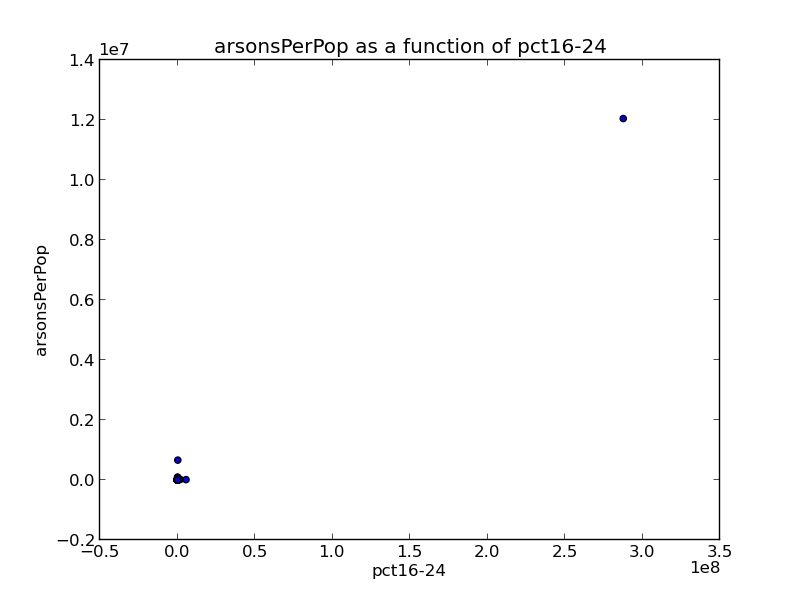 arsonsPerPop as a function of pct16-24
1e7
1.4
1.2
1.0
0.8
0.6
0.4
0.2
0.0
−0.2
arsonsPerPop
−0.5 0.0 0.5 1.0 1.5 2.0 2.5 3.0 3.5
1e8
pct16-24